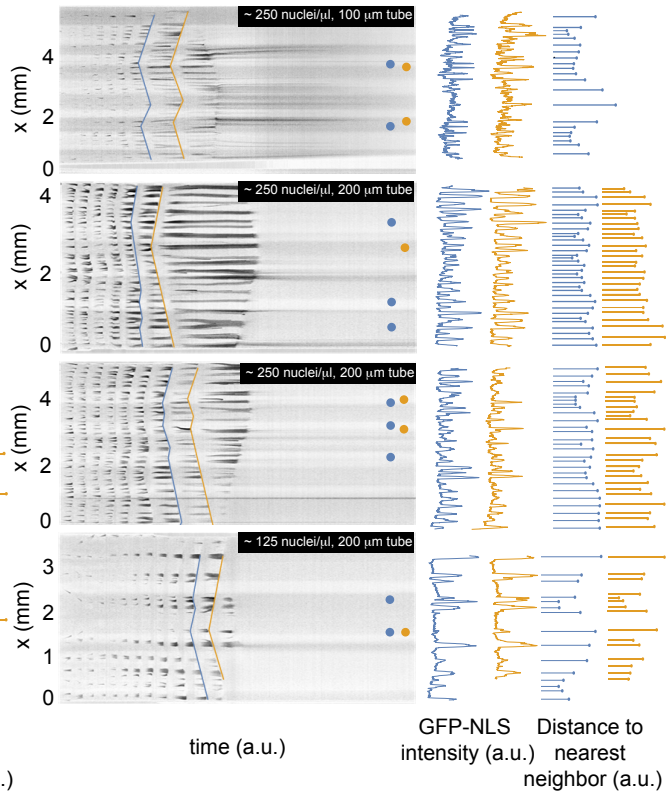 ~ 250 nuclei/μl, 100 μm tube
x (mm)
4
2
0
~ 250 nuclei/μl, 200 μm tube
x (mm)
4
2
0
~ 250 nuclei/μl, 200 μm tube
x (mm)
4
2
0
~ 125 nuclei/μl, 200 μm tube
x (mm)
3
2
1
0
time (a.u.)
GFP-NLS
intensity (a.u.)
Distance to
nearest
neighbor (a.u.)
.)